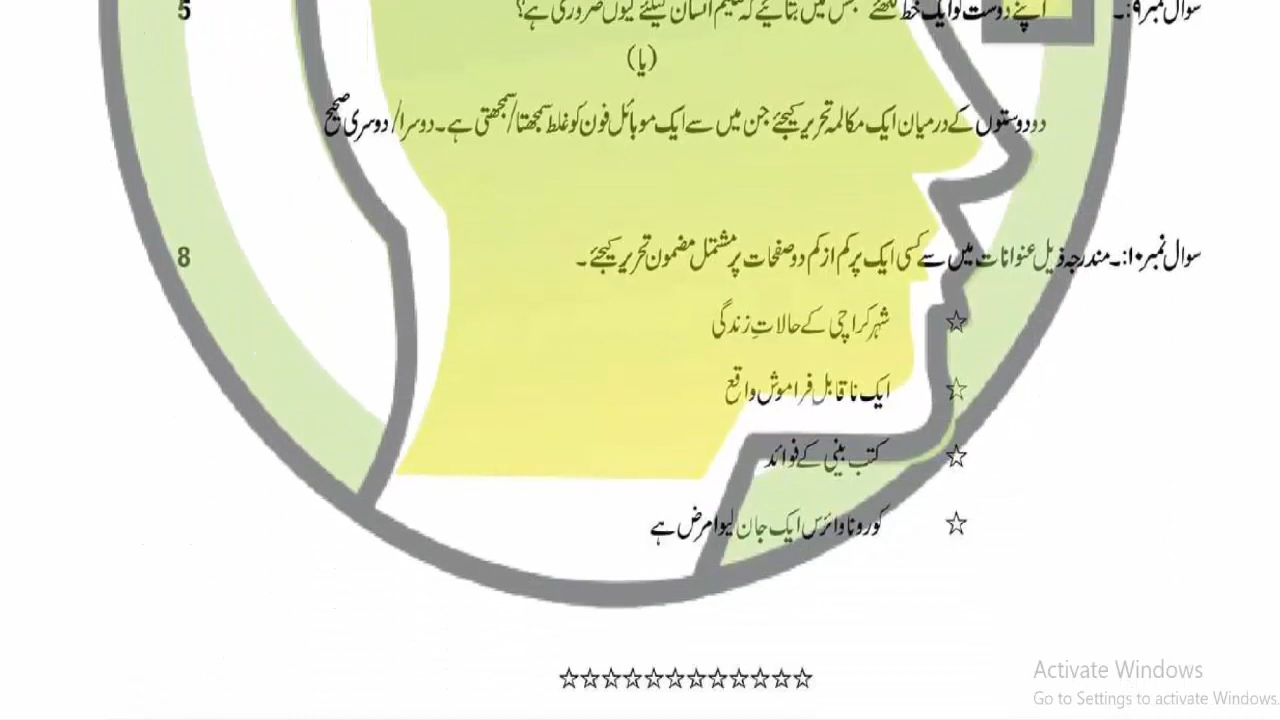 سوال نمبر ۹:۔ اپنے دوست کو ایک خط لکھئے جس میں بتائیے کہ تعلیم انسان کیلئے کیوں ضروری ہے؟ 5
(یا)
دو دوستوں کے درمیان ایک مکالمہ تحریر کیجئے جن میں سے ایک موبائل فون کو غلط سمجھتا/سمجھتی ہے۔ دوسرا/دوسری صحیح
سوال نمبر ۱۰:۔ مندرجہ ذیل عنوانات میں سے کسی ایک پر کم از کم دو صفحات پر مشتمل مضمون تحریر کیجئے۔ 8
☆ شہر کراچی کے حالاتِ زندگی
☆ ایک ناقابل فراموش واقع
☆ کتب بینی کے فوائد
☆ کورونا وائرس ایک جان لیوا مرض ہے
☆☆☆☆☆☆☆☆☆☆☆☆
Activate Windows
Go to Settings to activate Windows.